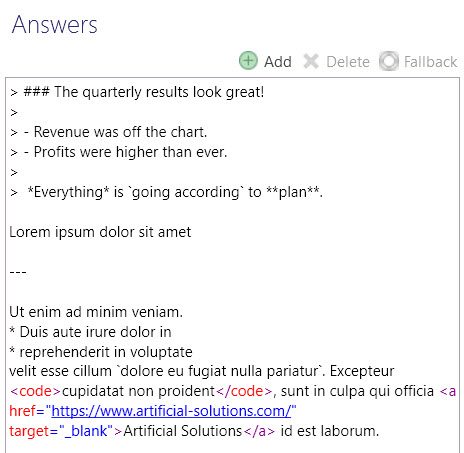 Answers
Add Delete Fallback
> ### The quarterly results look great!
>
> - Revenue was off the chart.
> - Profits were higher than ever.
>
>  *Everything* is `going according` to **plan**.
Lorem ipsum dolor sit amet
---
Ut enim ad minim veniam.
* Duis aute irure dolor in
* reprehenderit in voluptate
velit esse cillum `dolore eu fugiat nulla pariatur`. Excepteur
<code>cupidatat non proident</code>, sunt in culpa qui officia <a
href="https://www.artificial-solutions.com/"
target="_blank">Artificial Solutions</a> id est laborum.